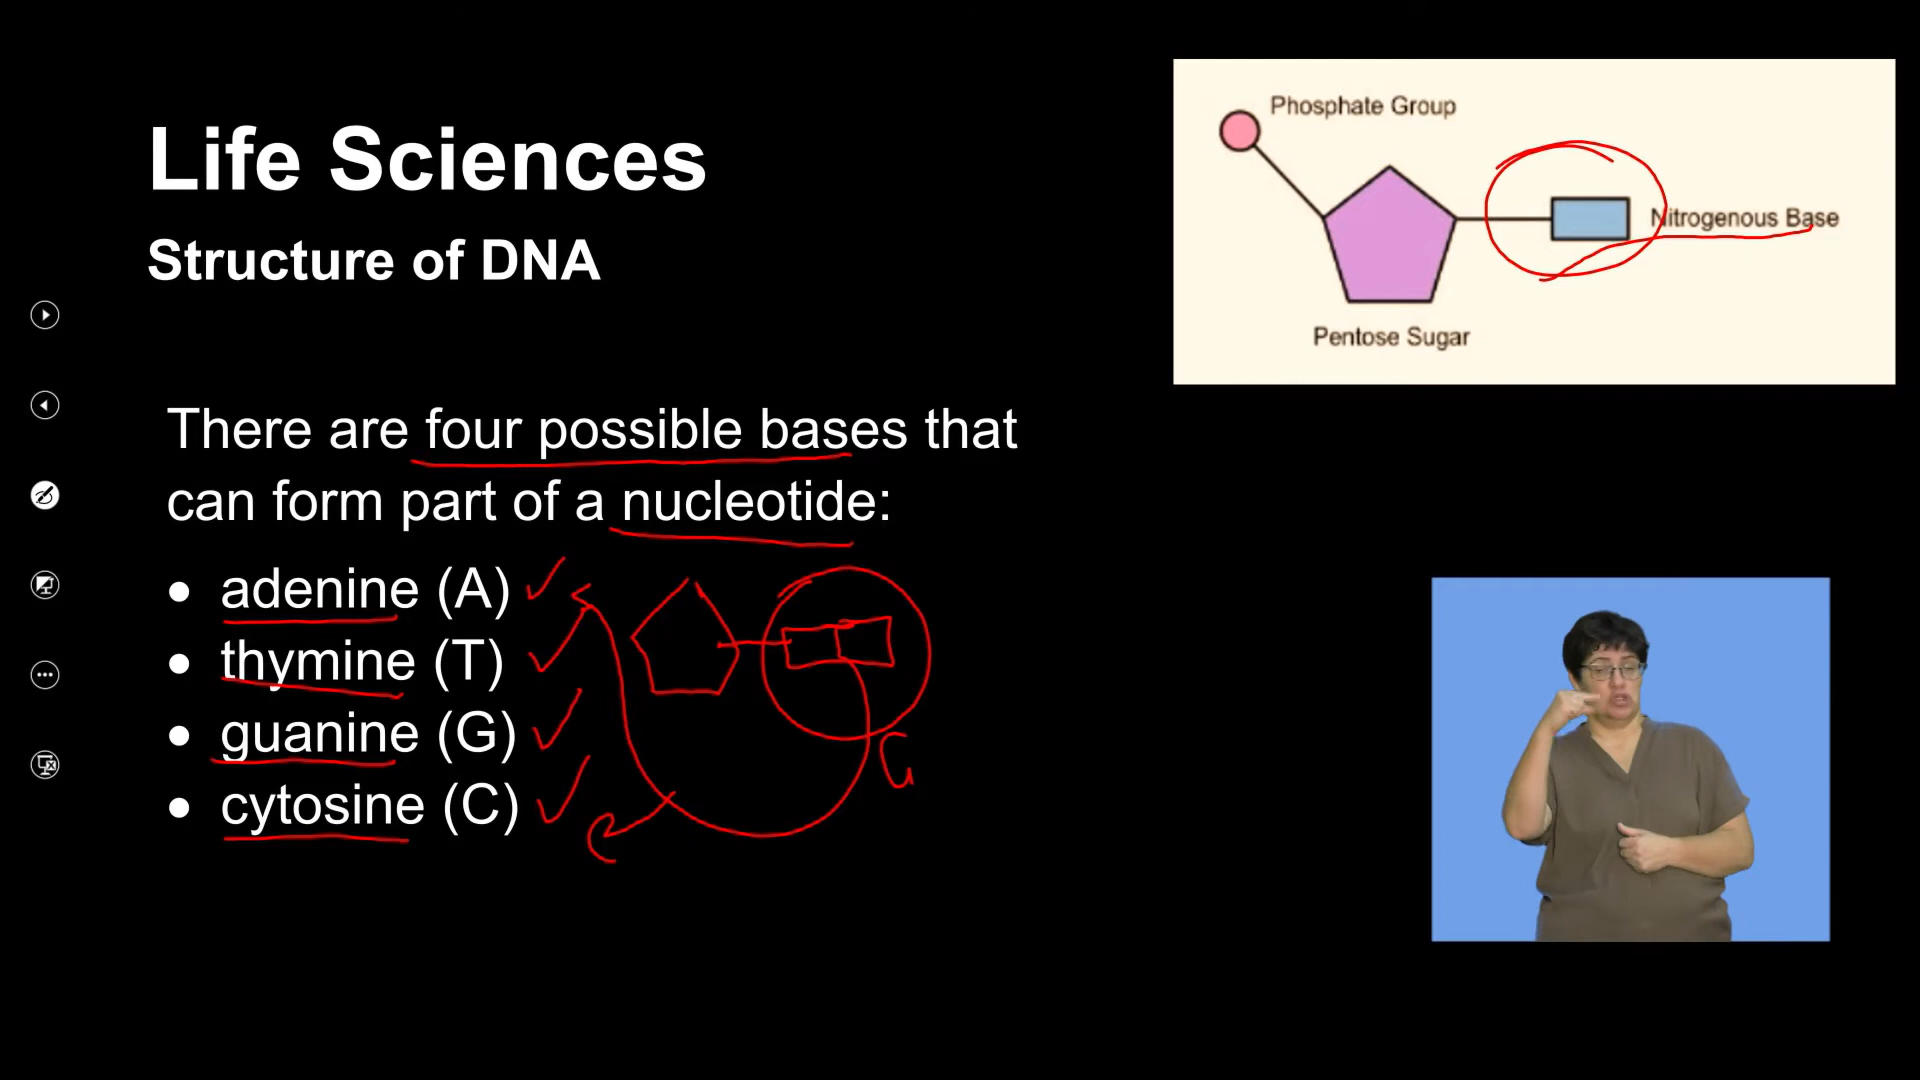 Life Sciences
Structure of DNA
Phosphate Group
Nitrogenous Base
Pentose Sugar
There are four possible bases that
can form part of a nucleotide:
• adenine (A)
• thymine (T)
• guanine (G)
• cytosine (C)